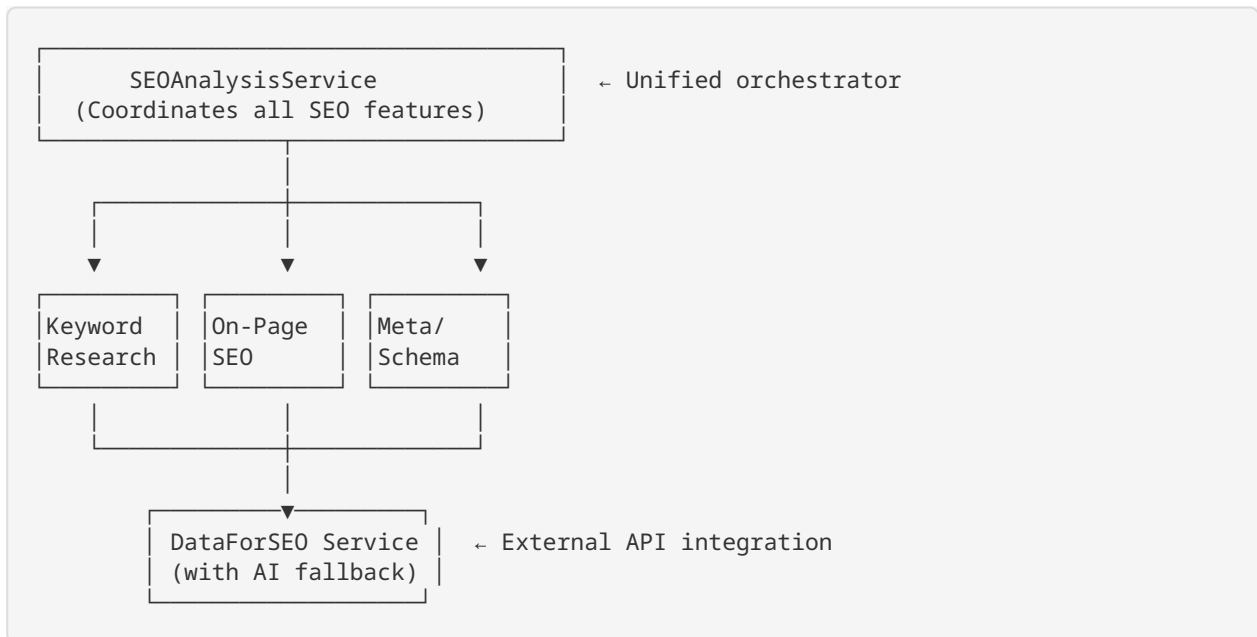 SEOAnalysisService ← Unified orchestrator
(Coordinates all SEO features)
Keyword On-Page Meta/
Research SEO Schema
DataForSEO Service ← External API integration
(with AI fallback)